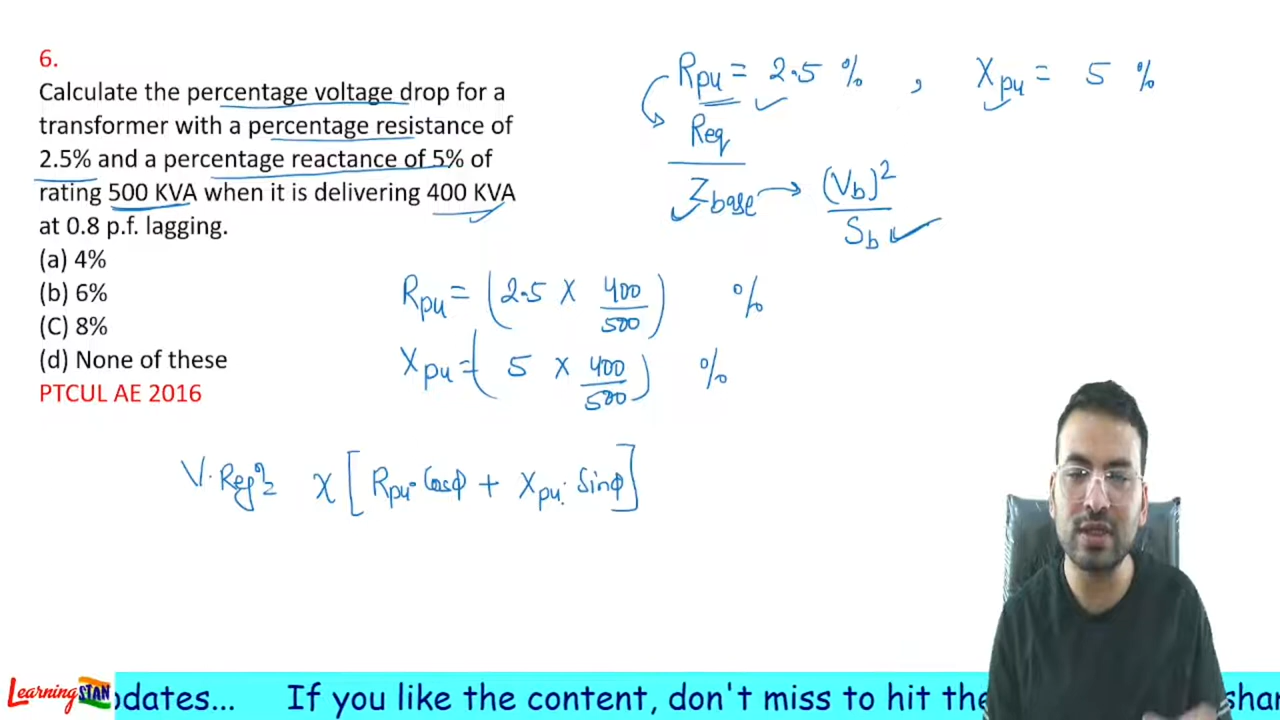 6.
Calculate the percentage voltage drop for a
transformer with a percentage resistance of
2.5% and a percentage reactance of 5% of
rating 500 KVA when it is delivering 400 KVA
at 0.8 p.f. lagging.
(a) 4%
(b) 6%
(C) 8%
(d) None of these
PTCUL AE 2016
Rpu = 2.5 % , Xpu = 5 %
Req
Zbase → (Vb)²
Sb
Rpu = (2.5 × 400/500) %
Xpu = (5 × 400/500) %
V.Reg% x [Rpu. Cosφ + Xpu. Sinφ]
LearningSTAN
pdates... If you like the content, don't miss to hit the shar